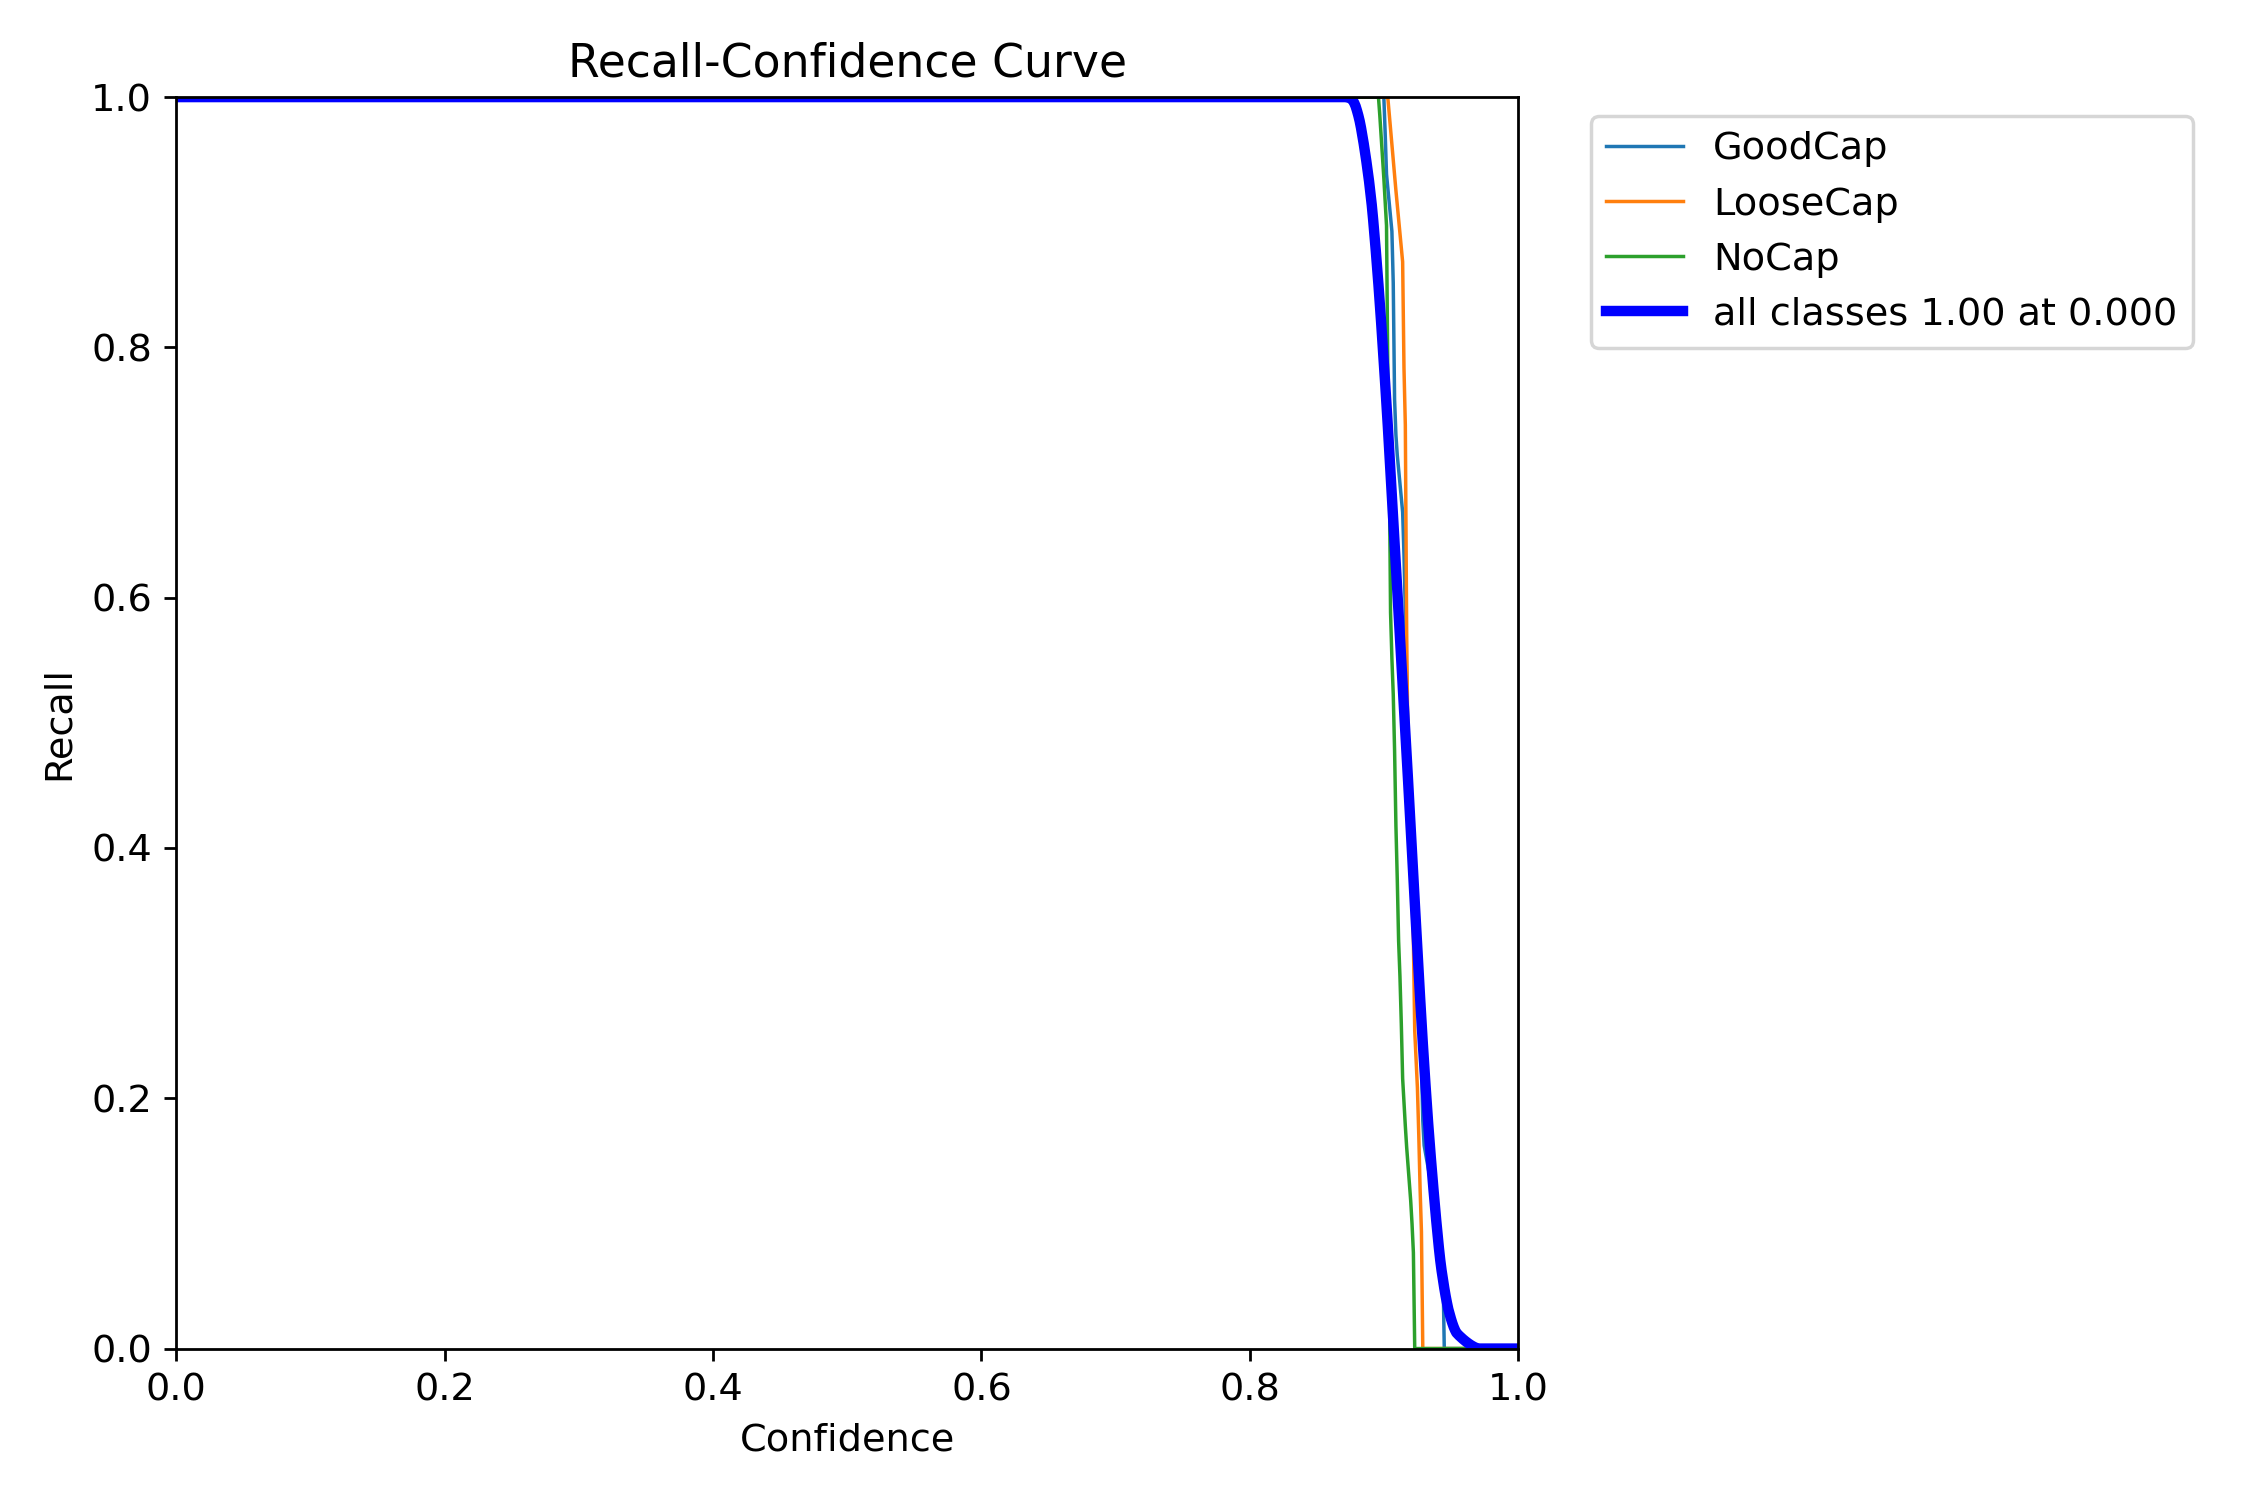 Recall-Confidence Curve
1.0
0.8
0.6
0.4
0.2
0.0
Recall
0.0 0.2 0.4 0.6 0.8 1.0
Confidence
GoodCap
LooseCap
NoCap
all classes 1.00 at 0.000